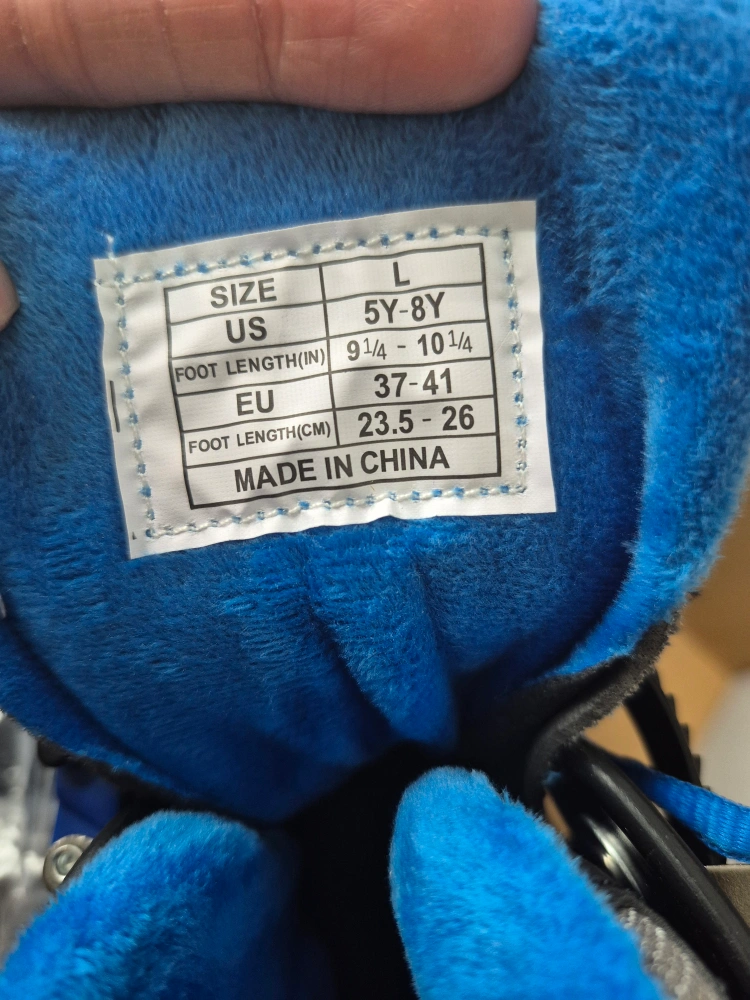 SIZE L
US 5Y-8Y
FOOT LENGTH(IN) 9 1/4 - 10 1/4
EU 37-41
FOOT LENGTH(CM) 23.5 - 26
MADE IN CHINA